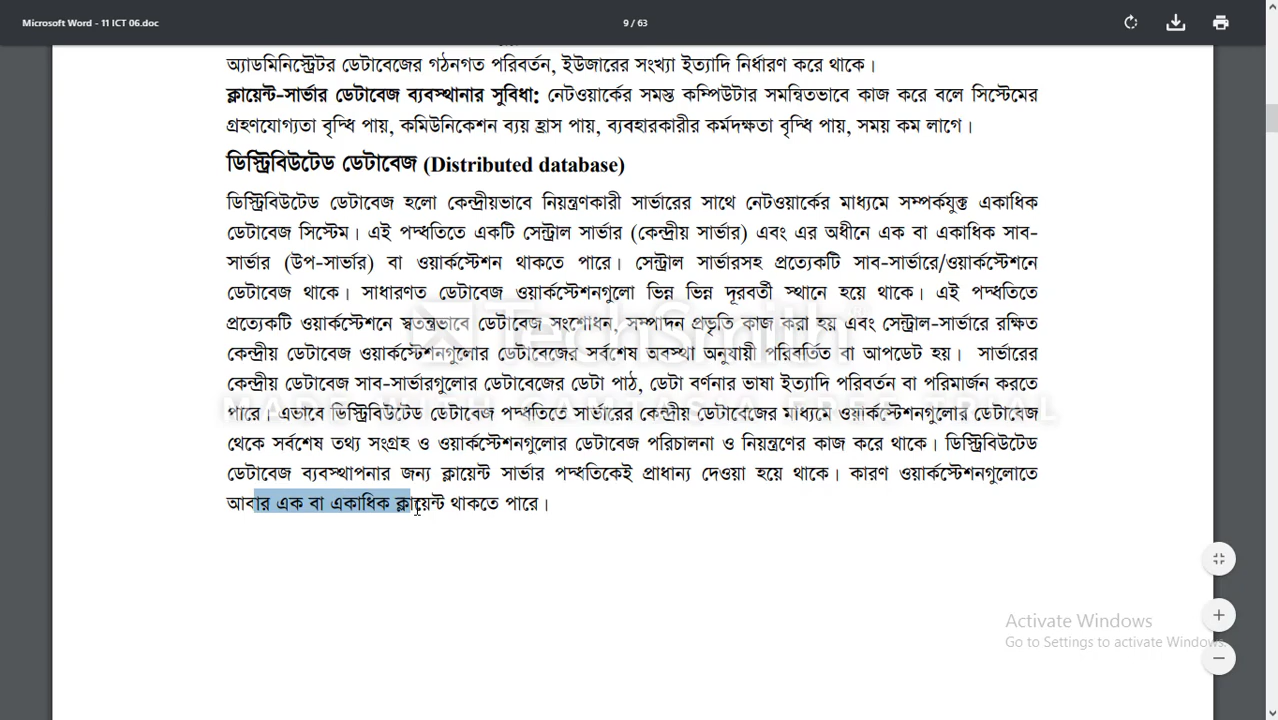 Microsoft Word - 11 ICT 06.doc
9 / 63
অ্যাডমিনিস্ট্রেটর ডেটাবেজের গঠনগত পরিবর্তন, ইউজারের সংখ্যা ইত্যাদি নির্ধারণ করে থাকে।
ক্লায়েন্ট-সার্ভার ডেটাবেজ ব্যবস্থানার সুবিধা: নেটওয়ার্কের সমস্ত কম্পিউটার সমন্বিতভাবে কাজ করে বলে সিস্টেমের
গ্রহণযোগ্যতা বৃদ্ধি পায়, কমিউনিকেশন ব্যয় হ্রাস পায়, ব্যবহারকারীর কর্মদক্ষতা বৃদ্ধি পায়, সময় কম লাগে।
ডিস্ট্রিবিউটেড ডেটাবেজ (Distributed database)
ডিস্ট্রিবিউটেড ডেটাবেজ হলো কেন্দ্রীয়ভাবে নিয়ন্ত্রণকারী সার্ভারের সাথে নেটওয়ার্কের মাধ্যমে সম্পর্কযুক্ত একাধিক
ডেটাবেজ সিস্টেম। এই পদ্ধতিতে একটি সেন্ট্রাল সার্ভার (কেন্দ্রীয় সার্ভার) এবং এর অধীনে এক বা একাধিক সাব-
সার্ভার (উপ-সার্ভার) বা ওয়ার্কস্টেশন থাকতে পারে। সেন্ট্রাল সার্ভারসহ প্রত্যেকটি সাব-সার্ভারে/ওয়ার্কস্টেশনে
ডেটাবেজ থাকে। সাধারণত ডেটাবেজ ওয়ার্কস্টেশনগুলো ভিন্ন ভিন্ন দূরবর্তী স্থানে হয়ে থাকে। এই পদ্ধতিতে
প্রত্যেকটি ওয়ার্কস্টেশনে স্বতন্ত্রভাবে ডেটাবেজ সংশোধন, সম্পাদন প্রভৃতি কাজ করা হয় এবং সেন্ট্রাল-সার্ভারে রক্ষিত
কেন্দ্রীয় ডেটাবেজ ওয়ার্কস্টেশনগুলোর ডেটাবেজের সর্বশেষ অবস্থা অনুযায়ী পরিবর্তিত বা আপডেট হয়। সার্ভারের
কেন্দ্রীয় ডেটাবেজ সাব-সার্ভারগুলোর ডেটাবেজের ডেটা পাঠ, ডেটা বর্ণনার ভাষা ইত্যাদি পরিবর্তন বা পরিমার্জন করতে
পারে। এভাবে ডিস্ট্রিবিউটেড ডেটাবেজ পদ্ধতিতে সার্ভারের কেন্দ্রীয় ডেটাবেজের মাধ্যমে ওয়ার্কস্টেশনগুলোর ডেটাবেজ
থেকে সর্বশেষ তথ্য সংগ্রহ ও ওয়ার্কস্টেশনগুলোর ডেটাবেজ পরিচালনা ও নিয়ন্ত্রণের কাজ করে থাকে। ডিস্ট্রিবিউটেড
ডেটাবেজ ব্যবস্থাপনার জন্য ক্লায়েন্ট সার্ভার পদ্ধতিকেই প্রাধান্য দেওয়া হয়ে থাকে। কারণ ওয়ার্কস্টেশনগুলোতে
আবার এক বা একাধিক ক্লায়েন্ট থাকতে পারে।
TechSmith
MADE WITH CAMTASIA FREE TRIAL
Activate Windows
Go to Settings to activate Windows.